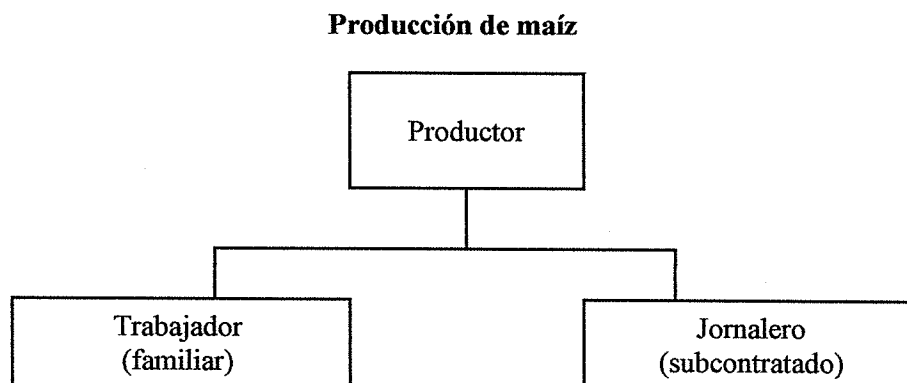 Producción de maíz
Productor
Trabajador
(familiar)
Jornalero
(subcontratado)